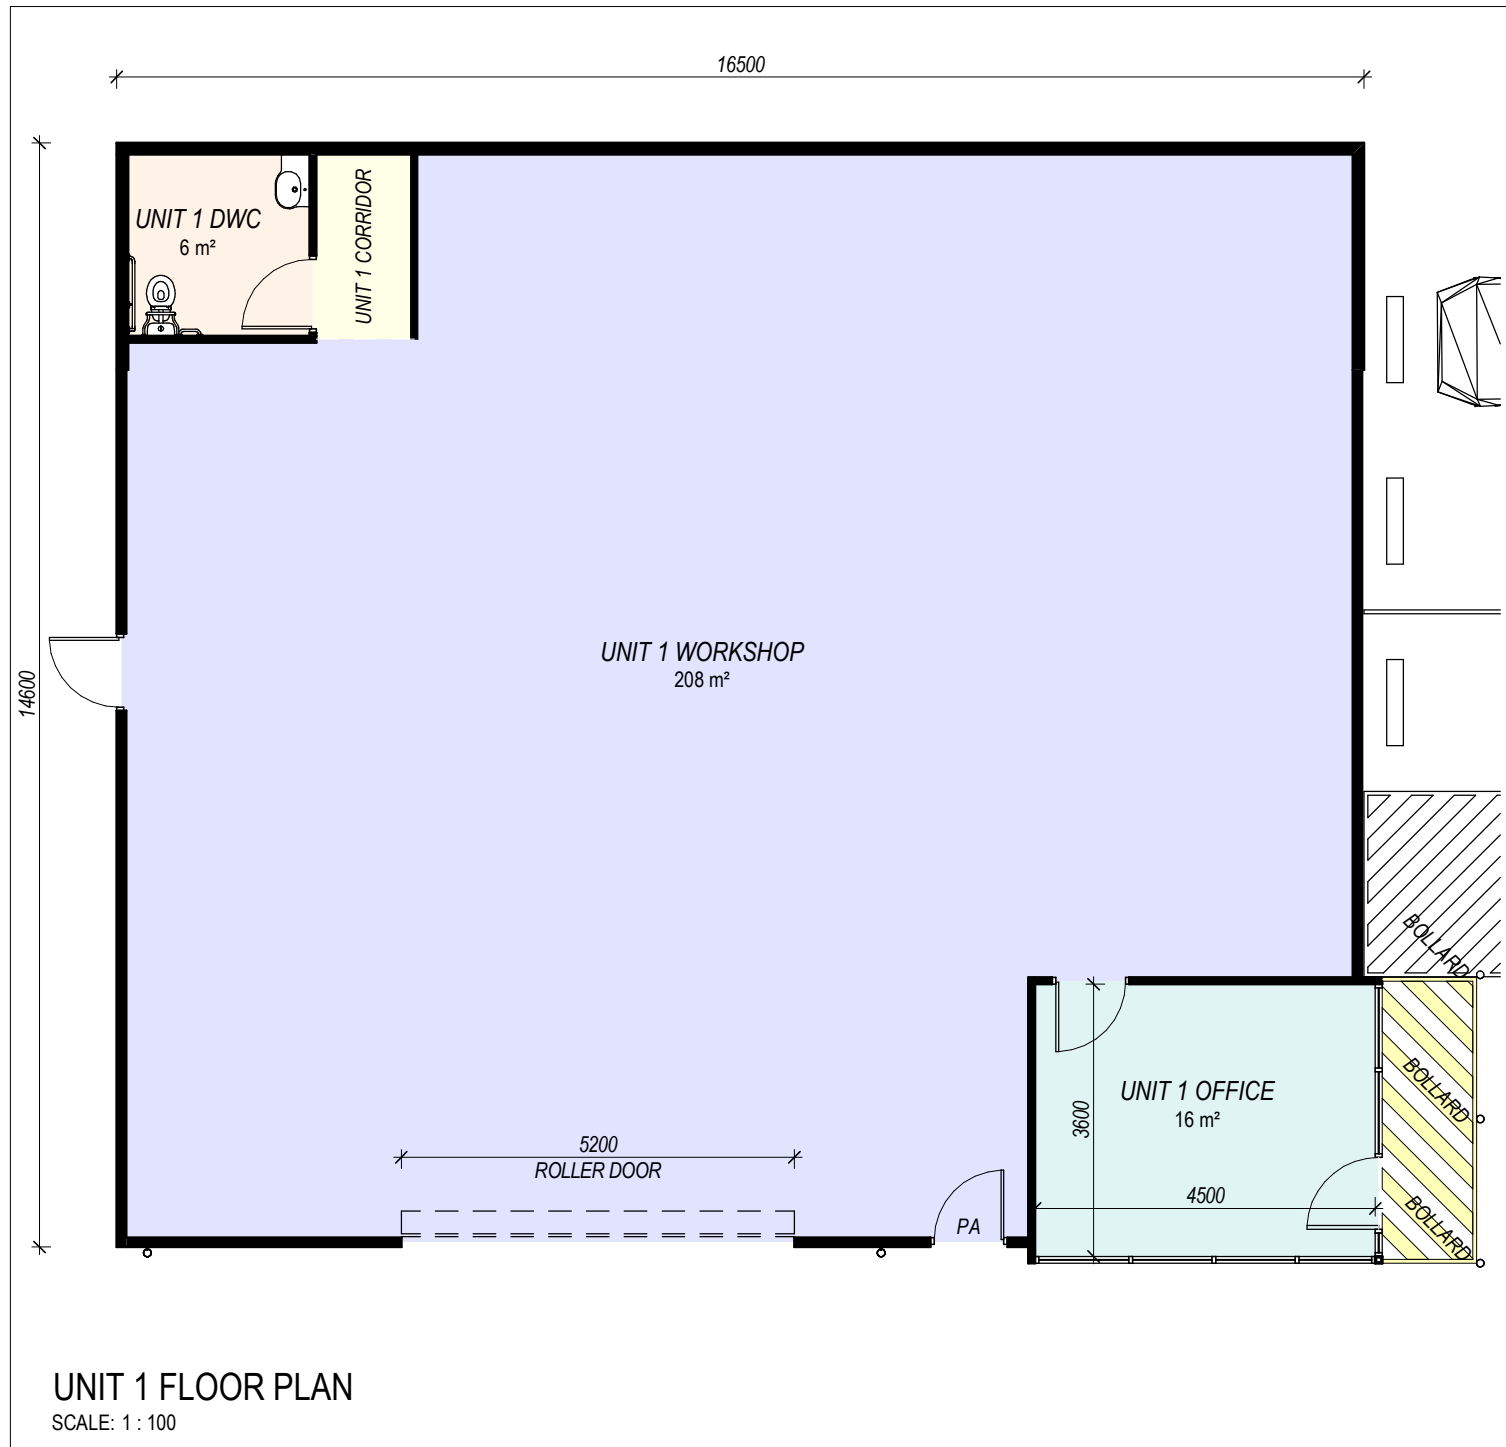 16500
UNIT 1 DWC
6 m²
UNIT 1 CORRIDOR
14600
UNIT 1 WORKSHOP
208 m²
BOLLARD
UNIT 1 OFFICE
16 m²
3600
4500
BOLLARD
BOLLARD
5200
ROLLER DOOR
PA
UNIT 1 FLOOR PLAN
SCALE: 1 : 100